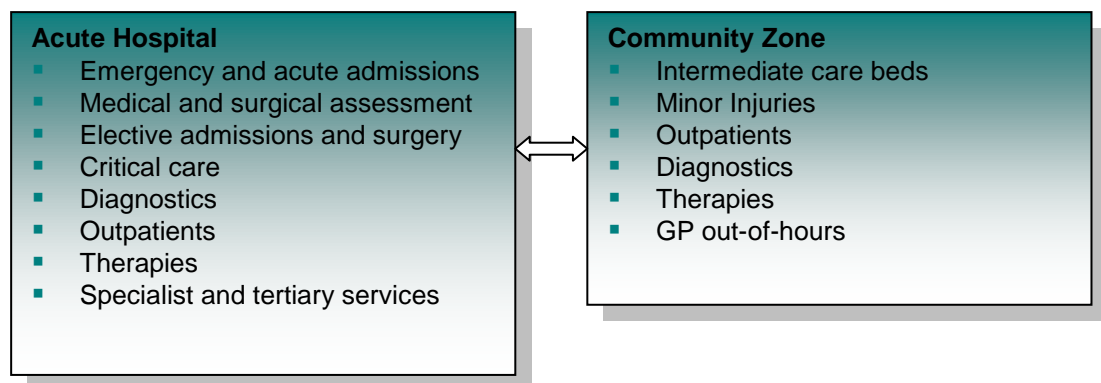 Acute Hospital
Emergency and acute admissions
Medical and surgical assessment
Elective admissions and surgery
Critical care
Diagnostics
Outpatients
Therapies
Specialist and tertiary services
Community Zone
Intermediate care beds
Minor Injuries
Outpatients
Diagnostics
Therapies
GP out-of-hours